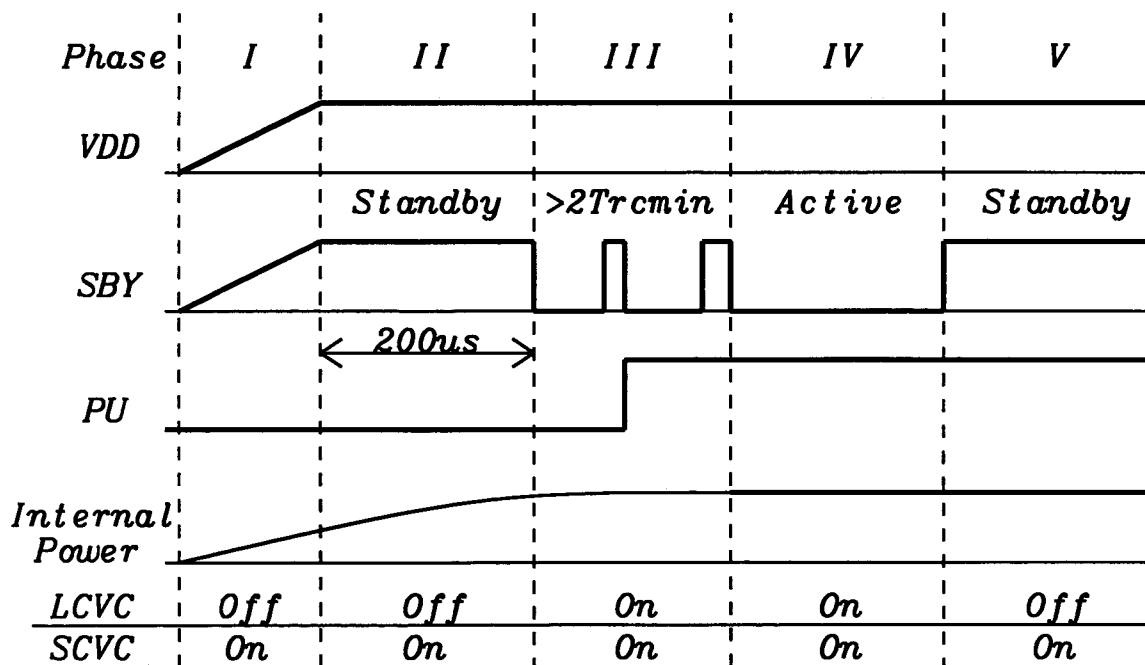 Phase I II III IV V
VDD
Standby >2Trcmin Active Standby
SBY
200us
PU
Internal
Power
LCVC Off Off On On Off
SCVC On On On On On